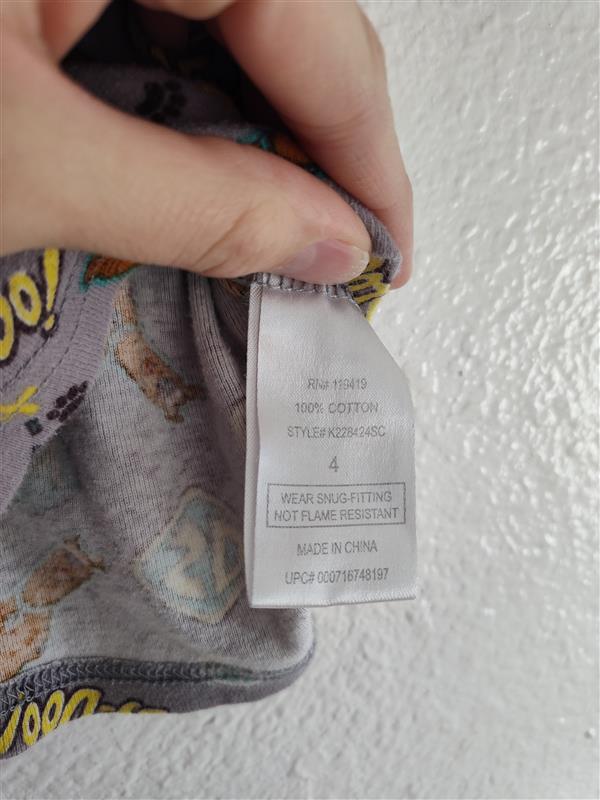 RN# 119419
100% COTTON
STYLE# K228424SC
4
WEAR SNUG-FITTING
NOT FLAME RESISTANT
MADE IN CHINA
UPC# 000716748197